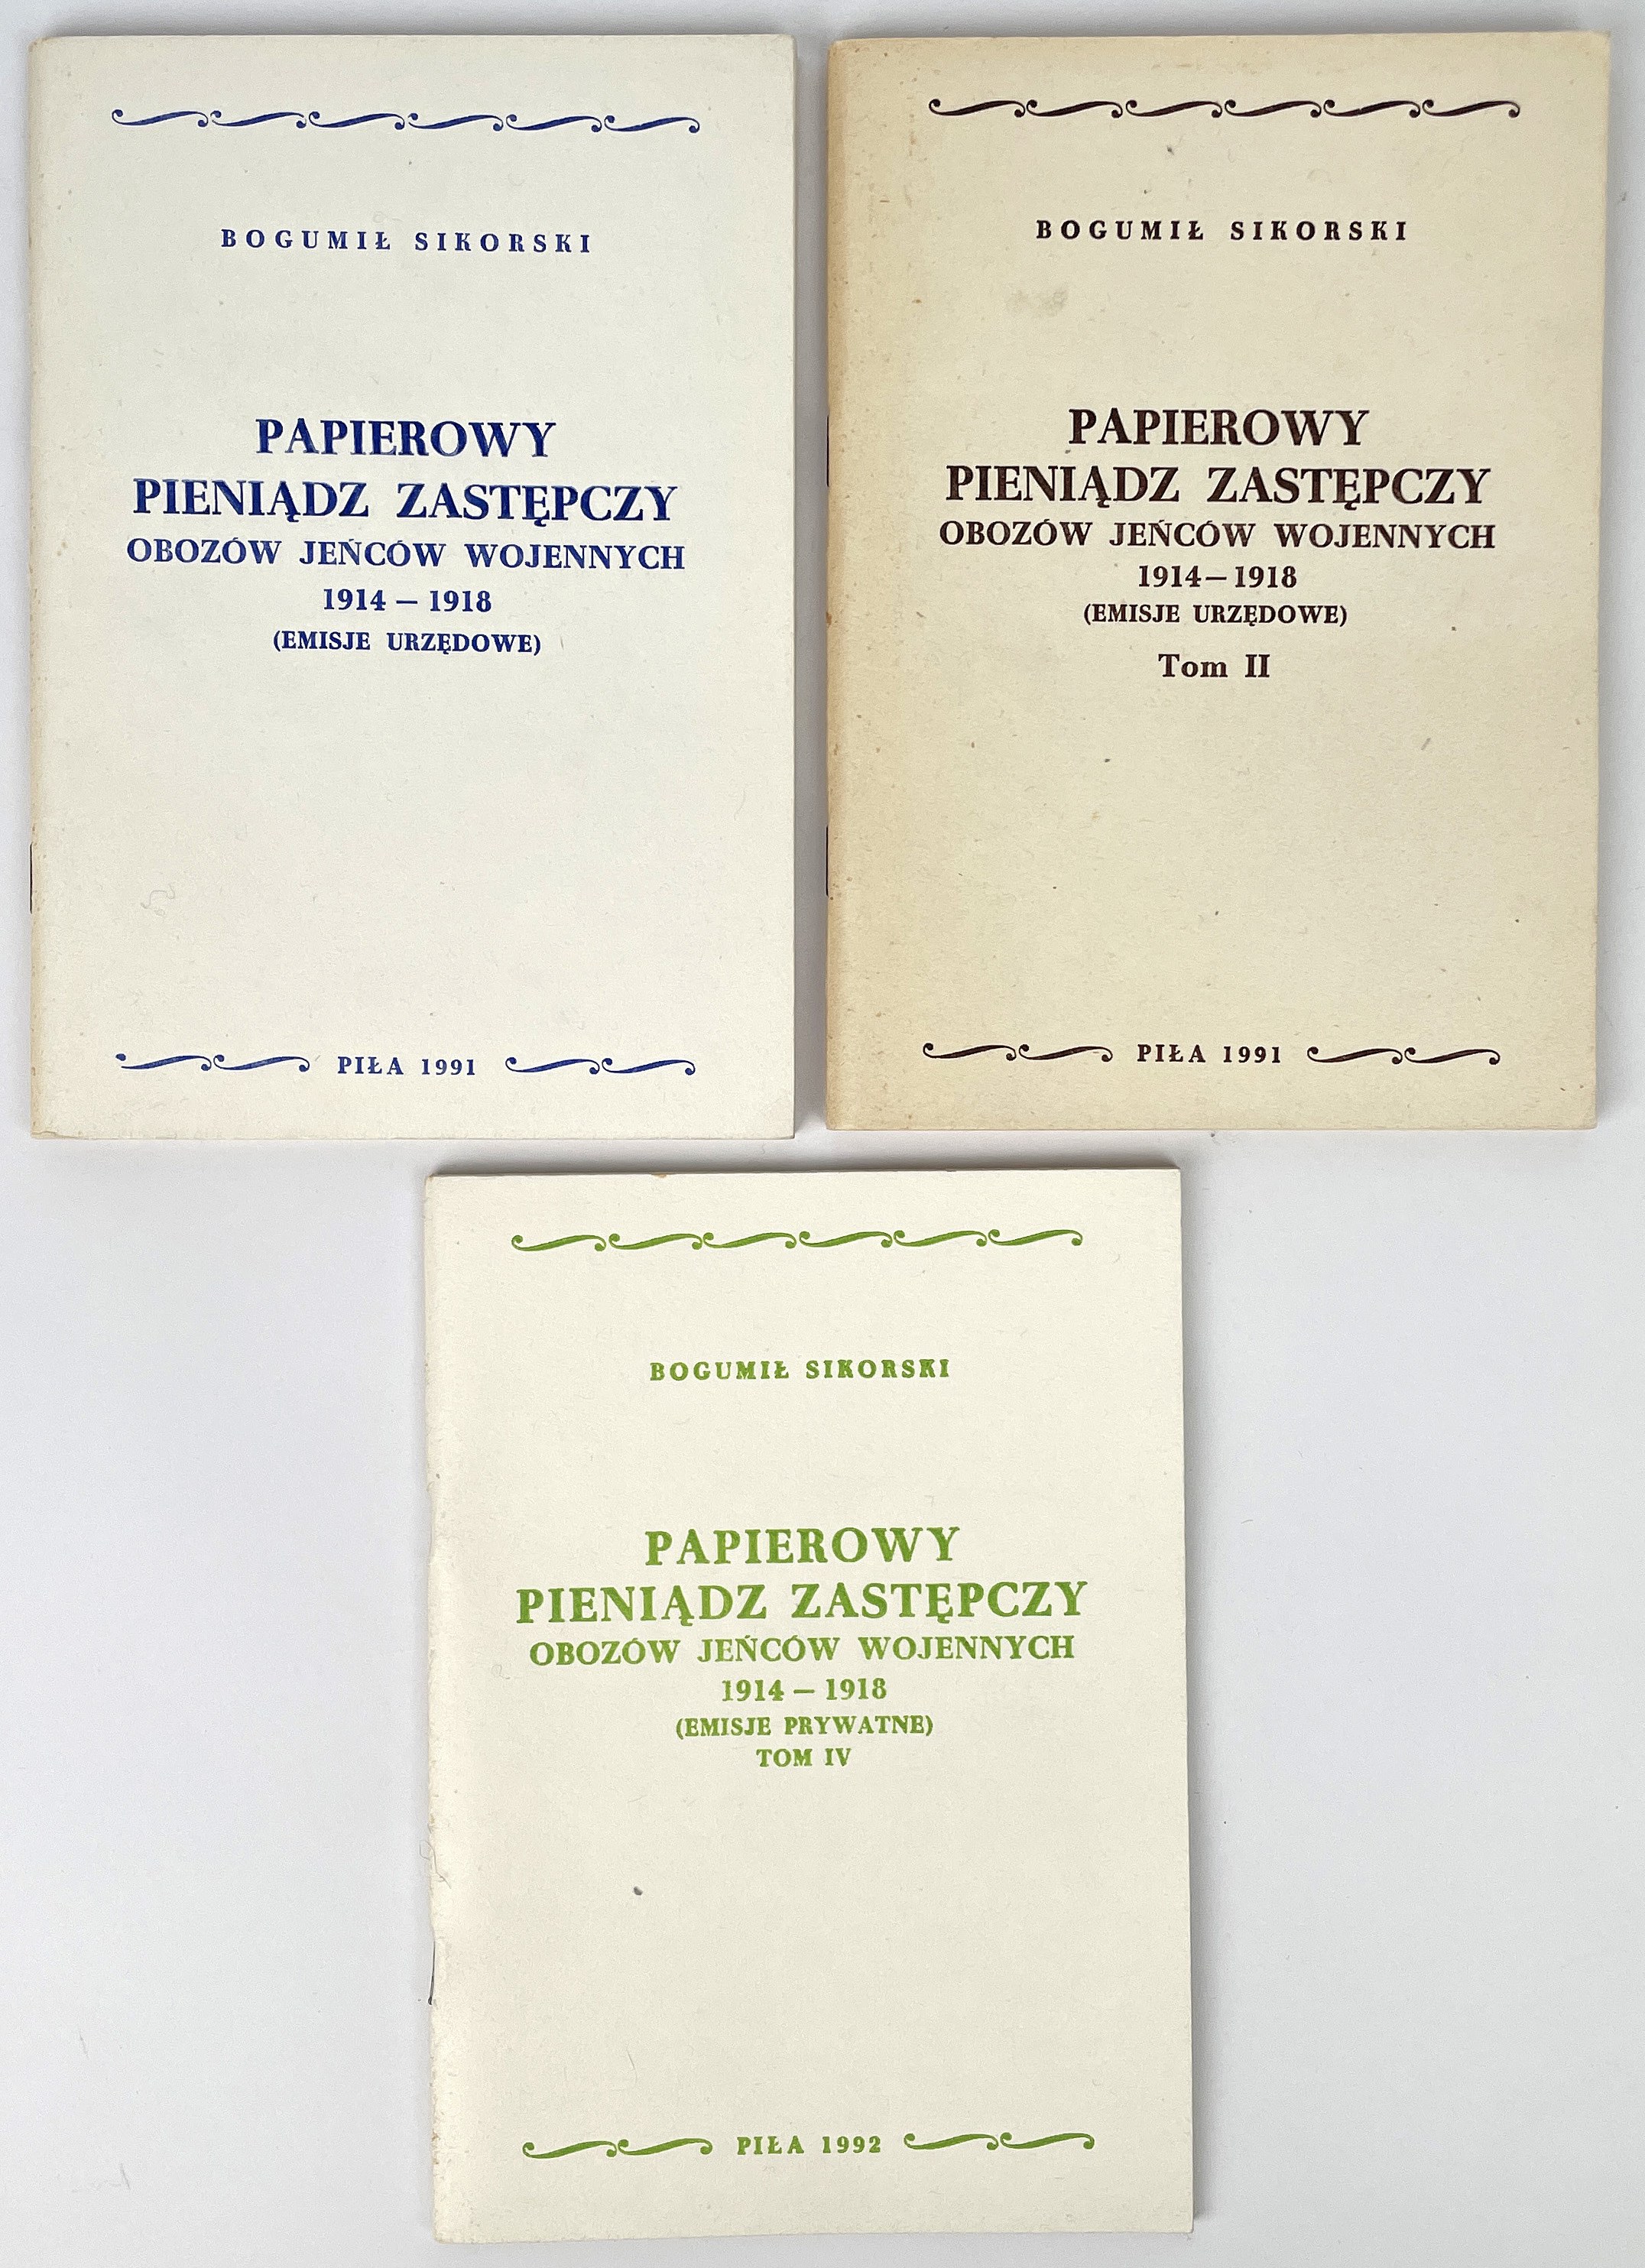 BOGUMIŁ SIKORSKI
PAPIEROWY
PIENIĄDZ ZASTĘPCZY
OBOZÓW JEŃCÓW WOJENNYCH
1914 — 1918
(EMISJE URZĘDOWE)
PIŁA 1991
BOGUMIŁ SIKORSKI
PAPIEROWY
PIENIĄDZ ZASTĘPCZY
OBOZÓW JEŃCÓW WOJENNYCH
1914—1918
(EMISJE URZĘDOWE)
Tom II
PIŁA 1991
BOGUMIŁ SIKORSKI
PAPIEROWY
PIENIĄDZ ZASTĘPCZY
OBOZÓW JEŃCÓW WOJENNYCH
1914 — 1918
(EMISJE PRYWATNE)
TOM IV
PIŁA 1992